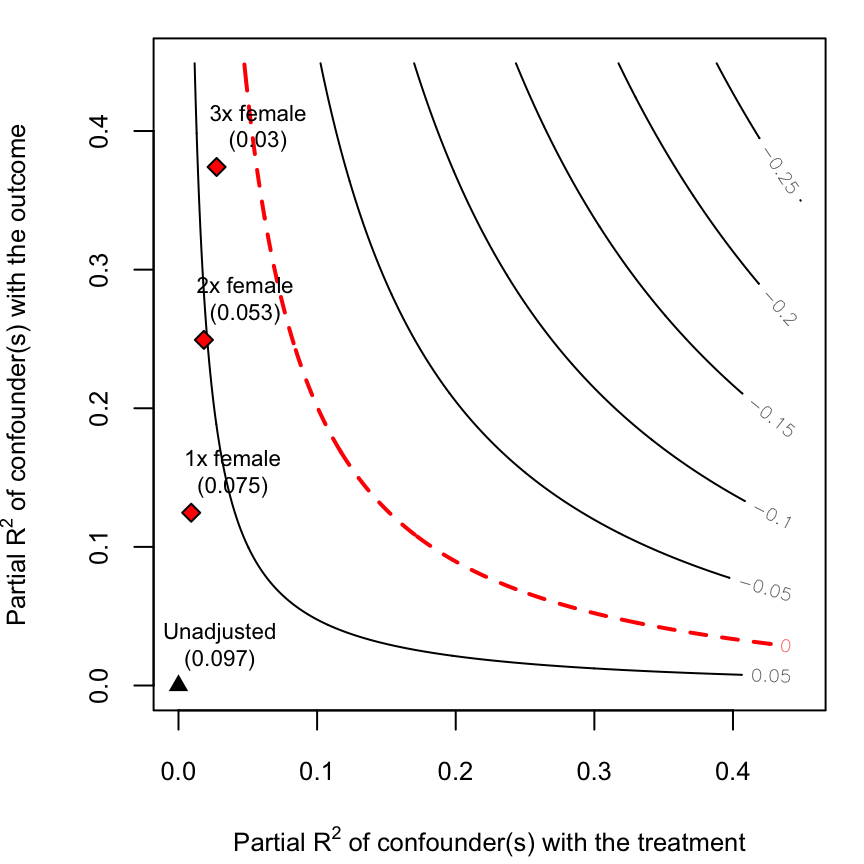 Partial R² of confounder(s) with the outcome
0.4
0.3
0.2
0.1
0.0
3x female
(0.03)
2x female
(0.053)
1x female
(0.075)
Unadjusted
(0.097)
−0.25
−0.2
−0.15
−0.1
−0.05
0
0.05
0.0 0.1 0.2 0.3 0.4
Partial R² of confounder(s) with the treatment